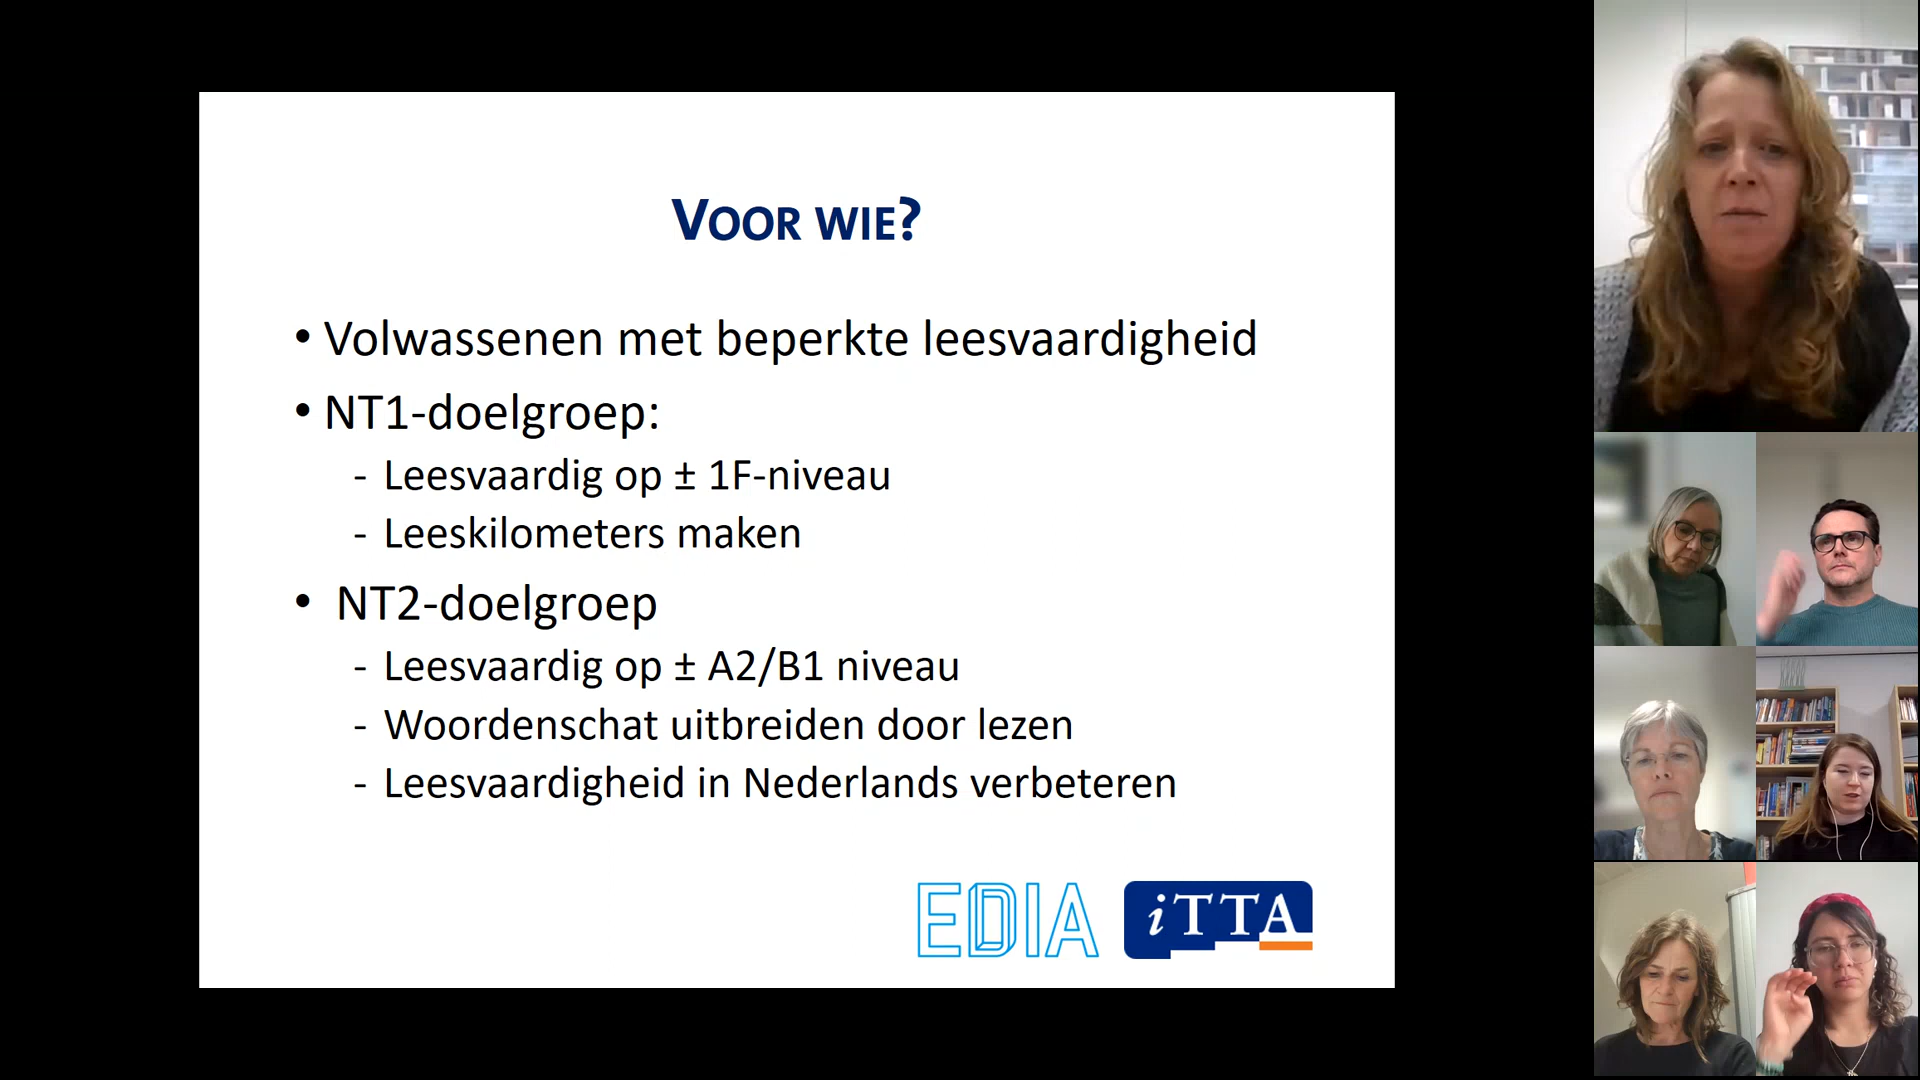 VOOR WIE?
• Volwassenen met beperkte leesvaardigheid
• NT1-doelgroep:
- Leesvaardig op ± 1F-niveau
- Leeskilometers maken
• NT2-doelgroep
- Leesvaardig op ± A2/B1 niveau
- Woordenschat uitbreiden door lezen
- Leesvaardigheid in Nederlands verbeteren
EDIA iTTA